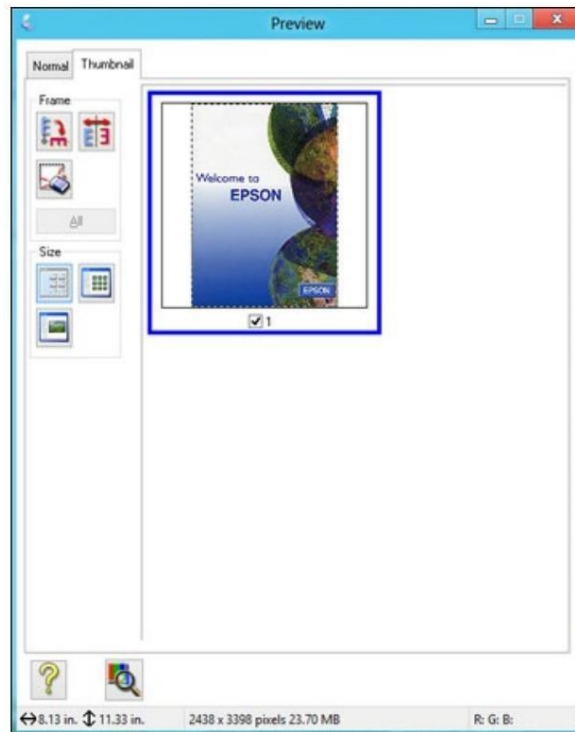 Preview
Normal Thumbnail
Frame
All
Size
Welcome to
EPSON
EPSON
1
8.13 in. 11.33 in. 2438 x 3398 pixels 23.70 MB R: G: B: